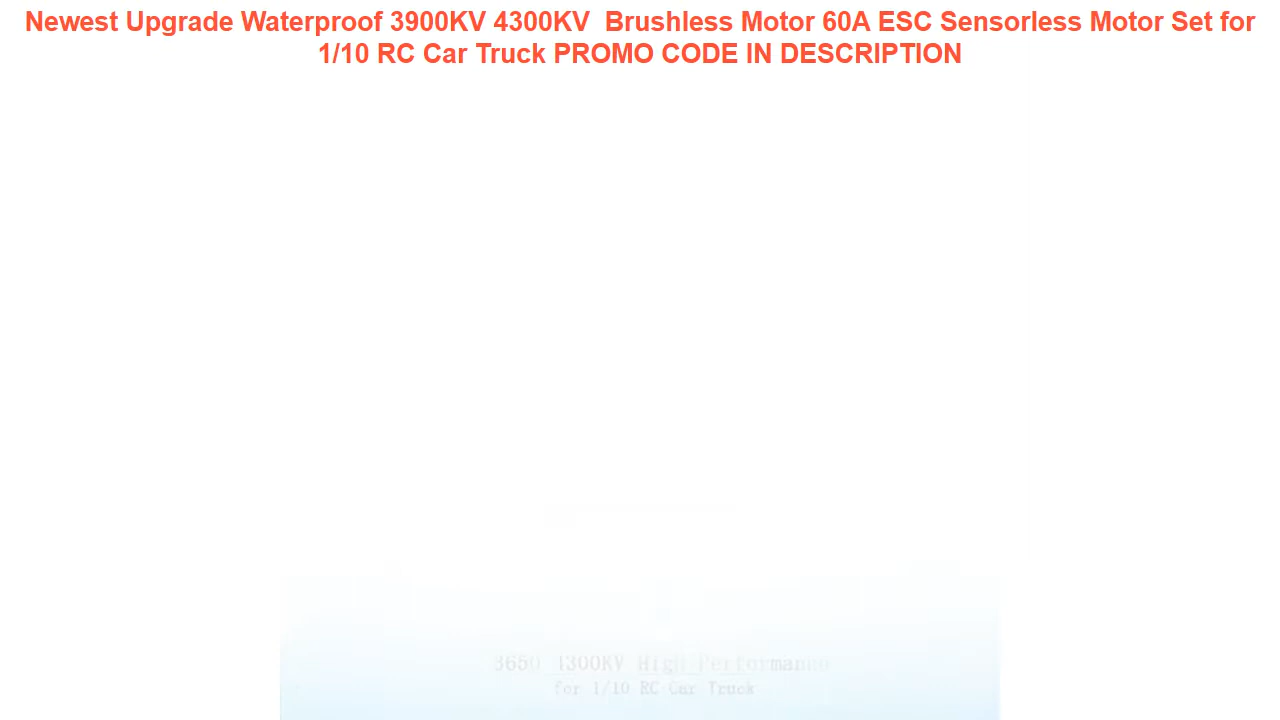 Newest Upgrade Waterproof 3900KV 4300KV  Brushless Motor 60A ESC Sensorless Motor Set for
1/10 RC Car Truck PROMO CODE IN DESCRIPTION
3650 4300KV High Performance
for 1/10 RC Car Truck